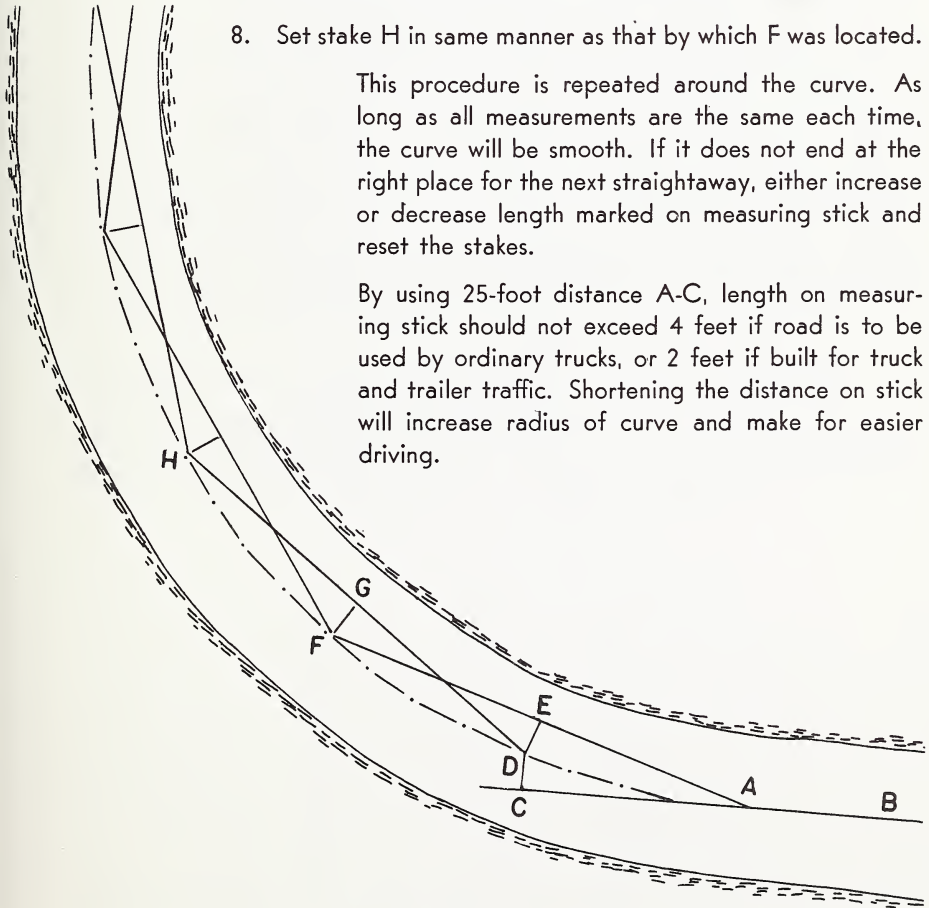 8. Set stake H in same manner as that by which F was located.
This procedure is repeated around the curve. As
long as all measurements are the same each time,
the curve will be smooth. If it does not end at the
right place for the next straightaway, either increase
or decrease length marked on measuring stick and
reset the stakes.
By using 25-foot distance A-C, length on measur-
ing stick should not exceed 4 feet if road is to be
used by ordinary trucks, or 2 feet if built for truck
and trailer traffic. Shortening the distance on stick
will increase radius of curve and make for easier
driving.
H
G
F
E
D
A
B
C